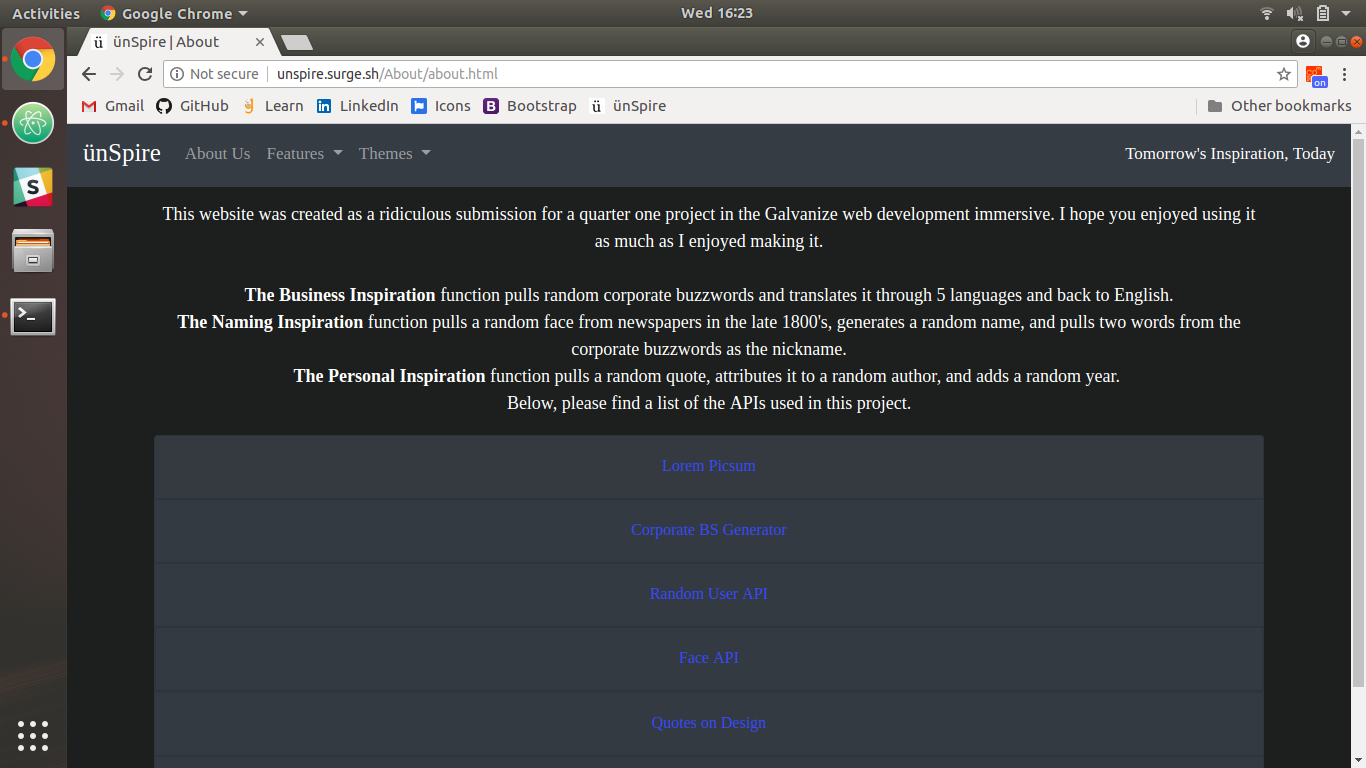 Activities Google Chrome Wed 16:23
ü ünSpire | About
Not secure unspire.surge.sh/About/about.html on
Gmail GitHub Learn LinkedIn Icons B Bootstrap ü ünSpire Other bookmarks
ünSpire About Us Features Themes Tomorrow's Inspiration, Today
This website was created as a ridiculous submission for a quarter one project in the Galvanize web development immersive. I hope you enjoyed using it
as much as I enjoyed making it.
The Business Inspiration function pulls random corporate buzzwords and translates it through 5 languages and back to English.
The Naming Inspiration function pulls a random face from newspapers in the late 1800's, generates a random name, and pulls two words from the
corporate buzzwords as the nickname.
The Personal Inspiration function pulls a random quote, attributes it to a random author, and adds a random year.
Below, please find a list of the APIs used in this project.
Lorem Picsum
Corporate BS Generator
Random User API
Face API
Quotes on Design